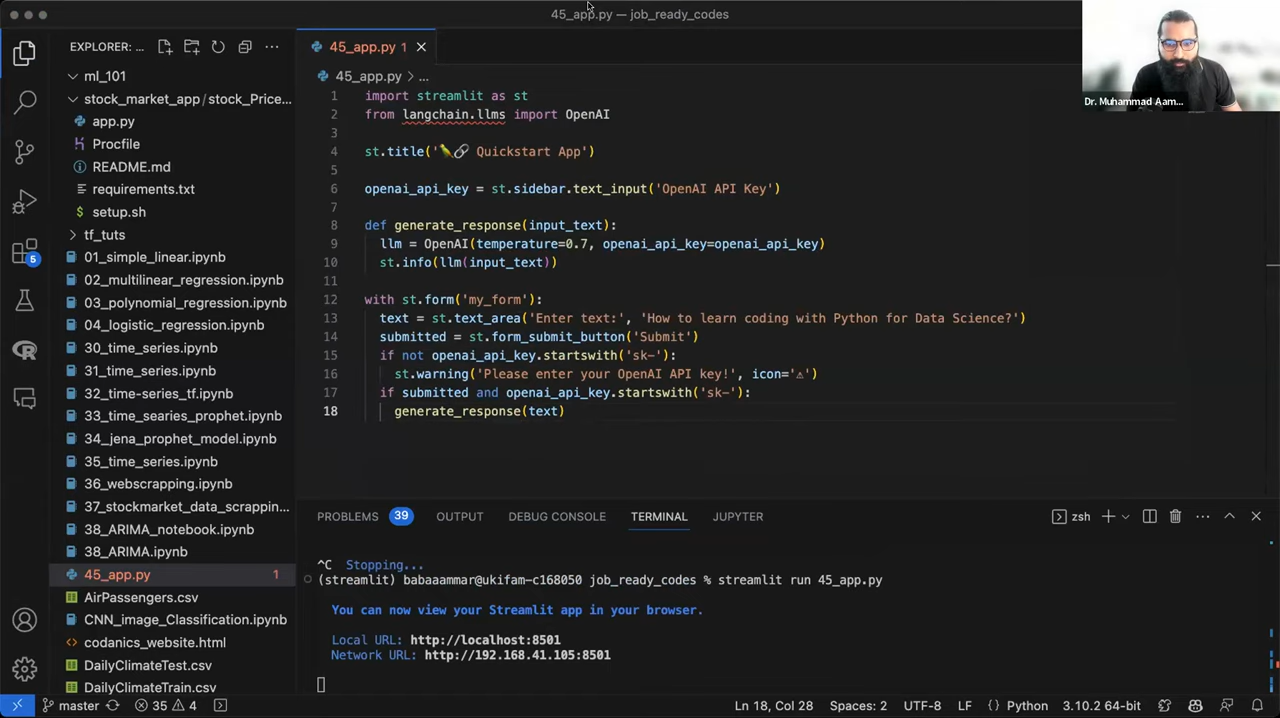 45_app.py — job_ready_codes
EXPLORER: ...
ml_101
stock_market_app / stock_Price...
app.py
Procfile
README.md
requirements.txt
setup.sh
tf_tuts
01_simple_linear.ipynb
02_multilinear_regression.ipynb
03_polynomial_regression.ipynb
04_logistic_regression.ipynb
30_time_series.ipynb
31_time_series.ipynb
32_time-series_tf.ipynb
33_time_searies_prophet.ipynb
34_jena_prophet_model.ipynb
35_time_series.ipynb
36_webscrapping.ipynb
37_stockmarket_data_scrappin...
38_ARIMA_notebook.ipynb
38_ARIMA.ipynb
45_app.py 1
AirPassengers.csv
CNN_image_Classification.ipynb
codanics_website.html
DailyClimateTest.csv
DailyClimateTrain.csv
5
45_app.py 1
45_app.py > ...
1 import streamlit as st
2 from langchain.llms import OpenAI
3
4 st.title('🦜🔗 Quickstart App')
5
6 openai_api_key = st.sidebar.text_input('OpenAI API Key')
7
8 def generate_response(input_text):
9 llm = OpenAI(temperature=0.7, openai_api_key=openai_api_key)
10 st.info(llm(input_text))
11
12 with st.form('my_form'):
13 text = st.text_area('Enter text:', 'How to learn coding with Python for Data Science?')
14 submitted = st.form_submit_button('Submit')
15 if not openai_api_key.startswith('sk-'):
16 st.warning('Please enter your OpenAI API key!', icon='⚠')
17 if submitted and openai_api_key.startswith('sk-'):
18 generate_response(text)
Dr. Muhammad Aam...
PROBLEMS 39 OUTPUT DEBUG CONSOLE TERMINAL JUPYTER zsh
^C Stopping...
(streamlit) babaaammar@ukifam-c168050 job_ready_codes % streamlit run 45_app.py
You can now view your Streamlit app in your browser.
Local URL: http://localhost:8501
Network URL: http://192.168.41.105:8501
master 35 4 Ln 18, Col 28 Spaces: 2 UTF-8 LF Python 3.10.2 64-bit